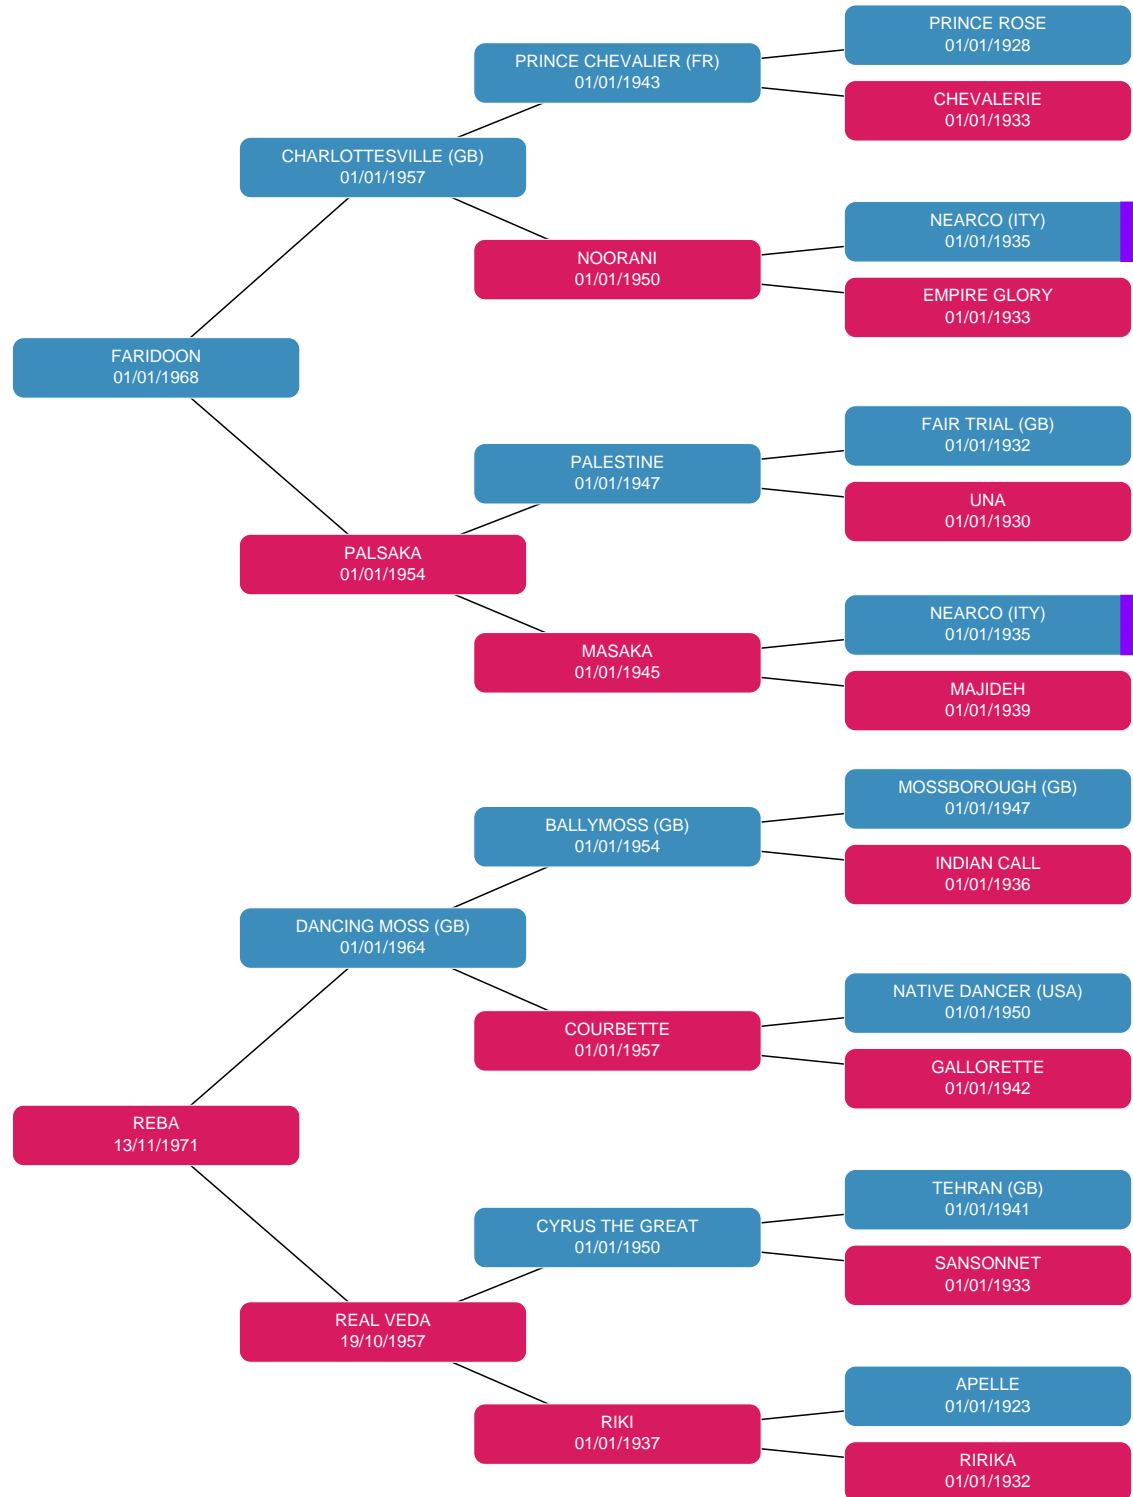 PRINCE ROSE
01/01/1928
PRINCE CHEVALIER (FR)
01/01/1943
CHEVALERIE
01/01/1933
CHARLOTTESVILLE (GB)
01/01/1957
NEARCO (ITY)
01/01/1935
NOORANI
01/01/1950
EMPIRE GLORY
01/01/1933
FARIDOON
01/01/1968
FAIR TRIAL (GB)
01/01/1932
PALESTINE
01/01/1947
UNA
01/01/1930
PALSAKA
01/01/1954
NEARCO (ITY)
01/01/1935
MASAKA
01/01/1945
MAJIDEH
01/01/1939
MOSSBOROUGH (GB)
01/01/1947
BALLYMOSS (GB)
01/01/1954
INDIAN CALL
01/01/1936
DANCING MOSS (GB)
01/01/1964
NATIVE DANCER (USA)
01/01/1950
COURBETTE
01/01/1957
GALLORETTE
01/01/1942
REBA
13/11/1971
TEHRAN (GB)
01/01/1941
CYRUS THE GREAT
01/01/1950
SANSONNET
01/01/1933
REAL VEDA
19/10/1957
APELLE
01/01/1923
RIKI
01/01/1937
RIRIKA
01/01/1932